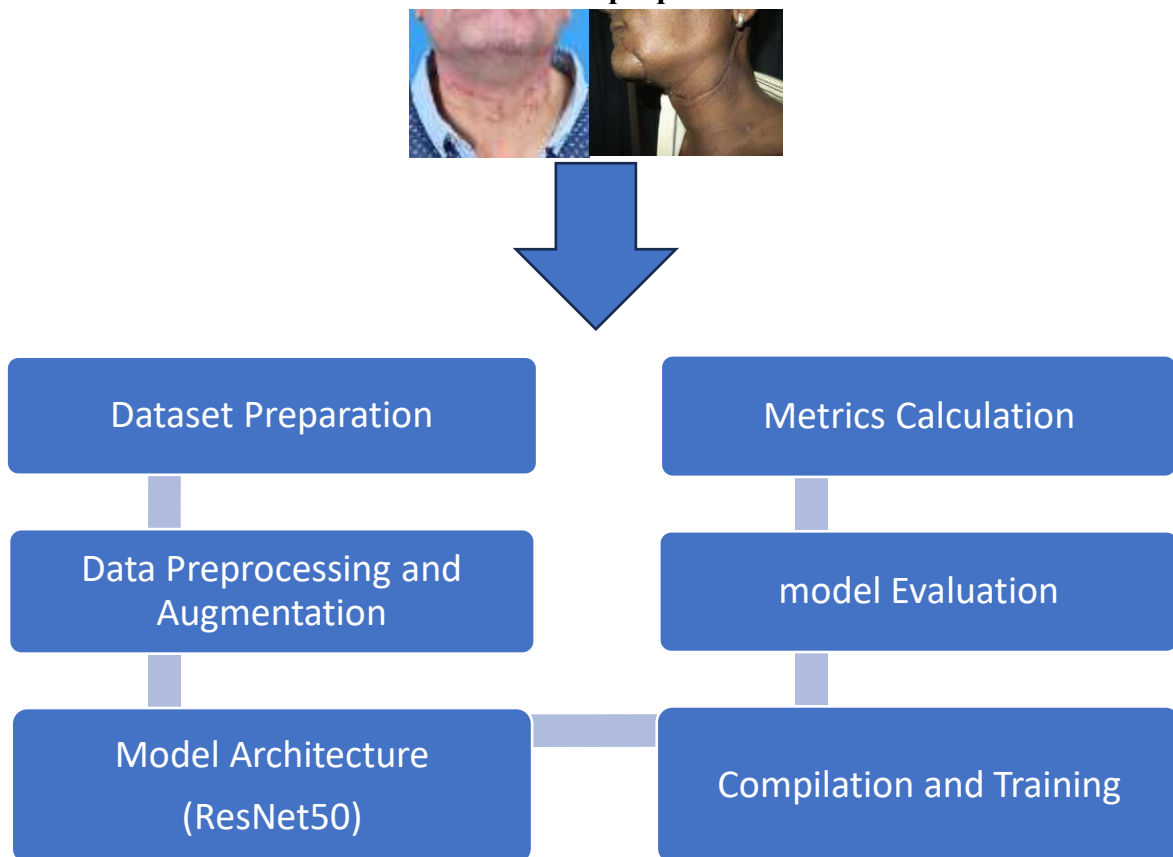 Dataset Preparation
Data Preprocessing and
Augmentation
Model Architecture
(ResNet50)
Compilation and Training
model Evaluation
Metrics Calculation